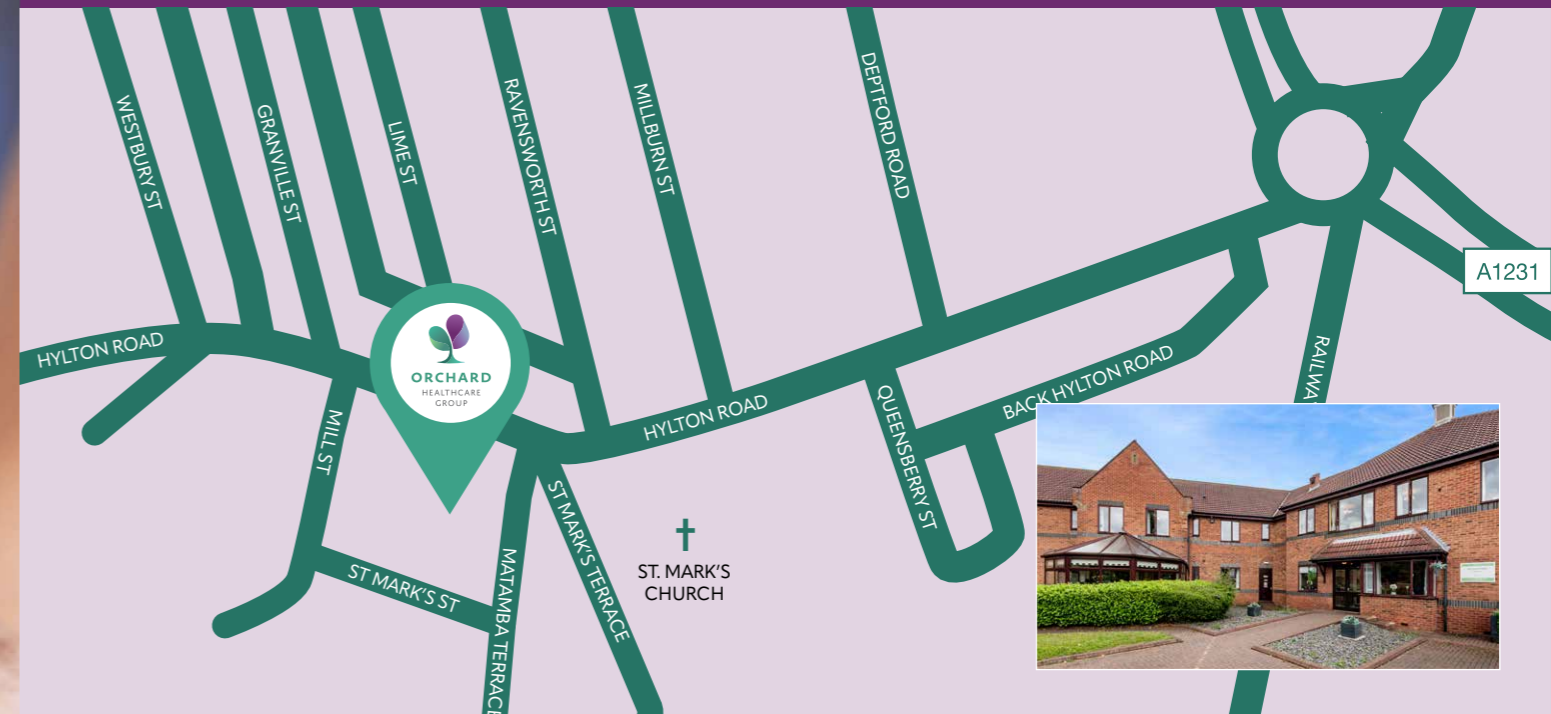 WESTBURY ST
GRANVILLE ST
LIME ST
RAVENSWORTH ST
MILLBURN ST
DEPTFORD ROAD
A1231
HYLTON ROAD
ORCHARD
HEALTHCARE
GROUP
MILL ST
HYLTON ROAD
QUEENSBERRY ST
BACK HYLTON ROAD
ST MARK'S ST
MATAMBA TERRACE
ST MARK'S TERRACE
ST. MARK'S
CHURCH